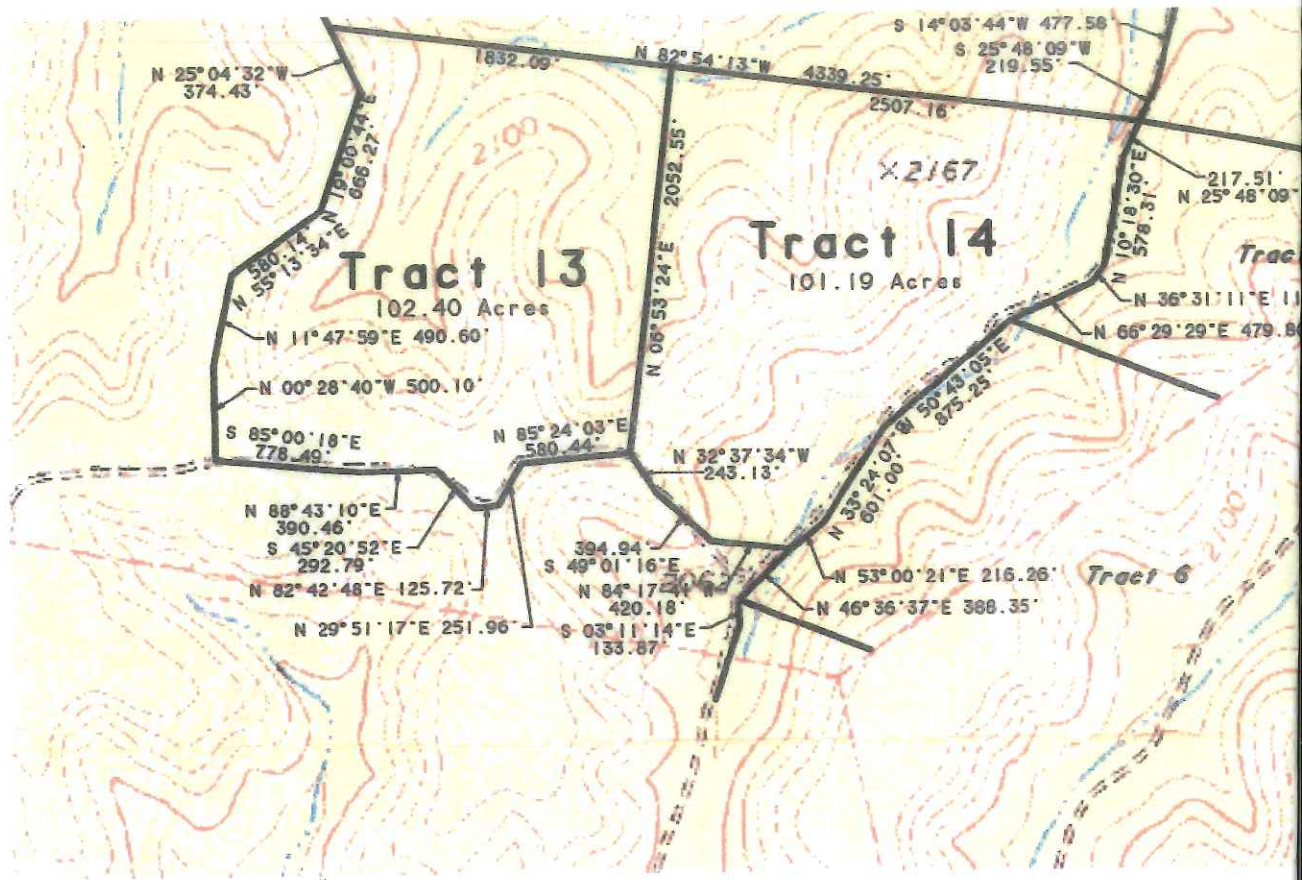 S 14°03'44"W 477.58'
S 25°48'09"W
219.55'
N 25°04'32"W
374.43'
1832.09'
N 82°54'13"W
4339.25'
2507.16'
N 19°00'44"E
666.27'
2100
2052.55'
N 06°53'24"E
×2167
217.51'
N 25°48'09"
N 10°18'30"E
578.31'
580.14'
N 55°13'34"E
Tract 13
102.40 Acres
Tract 14
101.19 Acres
N 36°31'11"E 11
N 66°29'29"E 479.8
N 11°47'59"E 490.60'
N 00°28'40"W 500.10'
N 50°43'05"E
875.25'
S 85°00'18"E
778.49'
N 85°24'03"E
580.44'
N 32°37'34"W
243.13'
N 33°24'07"W
601.00'
2100
N 88°43'10"E
390.46'
S 45°20'52"E
292.79'
N 82°42'48"E 125.72'
N 29°51'17"E 251.96'
394.94'
S 49°01'16"E
N 84°17'41"W
420.18'
S 03°11'14"E
133.87'
N 53°00'21"E 216.26'
N 46°36'37"E 388.35'
Tract 6